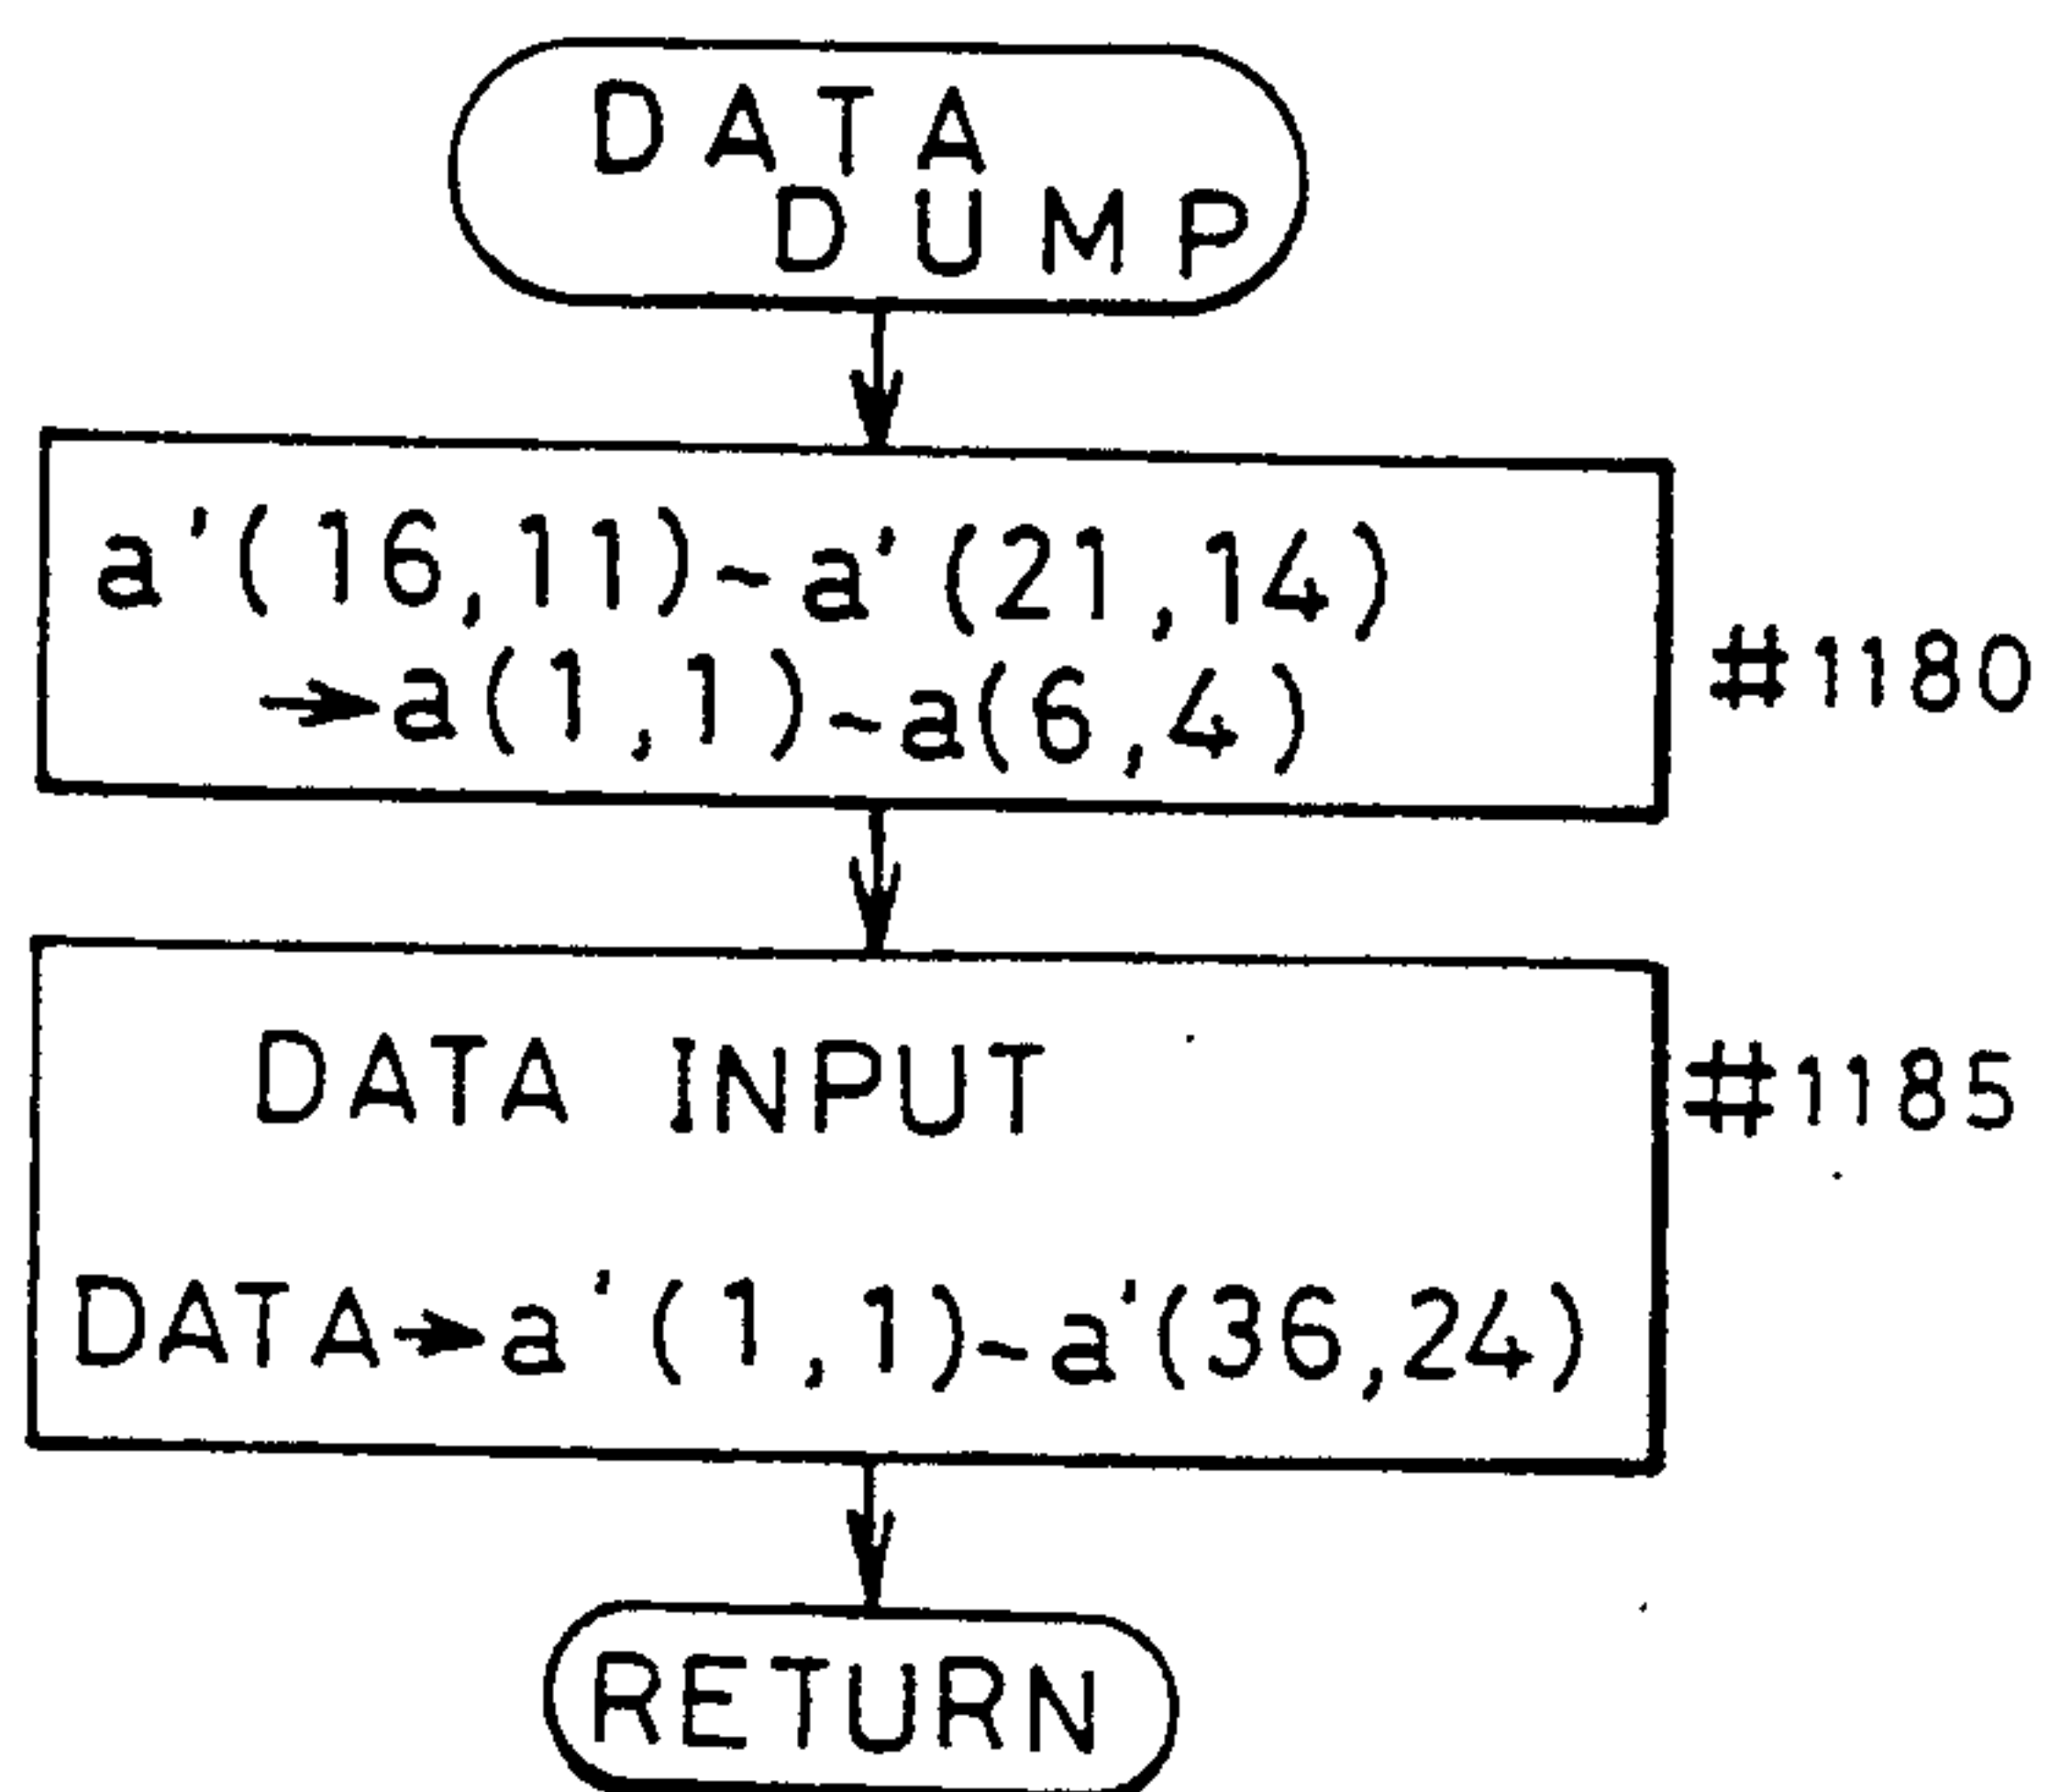 DATA
DUMP
a'(16,11)~a'(21,14)
→a(1,1)~a(6,4)
#1180
DATA INPUT
#1185
DATA→a'(1,1)~a'(36,24)
RETURN